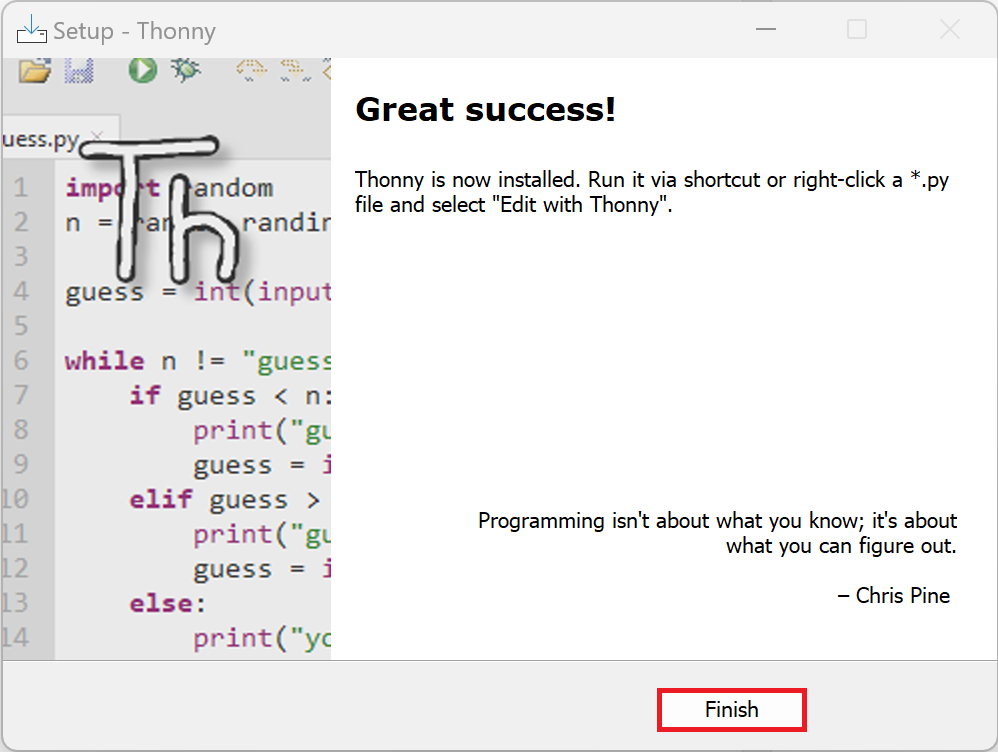 Setup - Thonny
uess.py
Th
1 import random
2 n = ran randin
3
4 guess = int(input
5
6 while n != "guess
7 if guess < n:
8 print("gu
9 guess = i
10 elif guess >
11 print("gu
12 guess = i
13 else:
14 print("yo
Great success!
Thonny is now installed. Run it via shortcut or right-click a *.py
file and select "Edit with Thonny".
Programming isn't about what you know; it's about
what you can figure out.
– Chris Pine
Finish